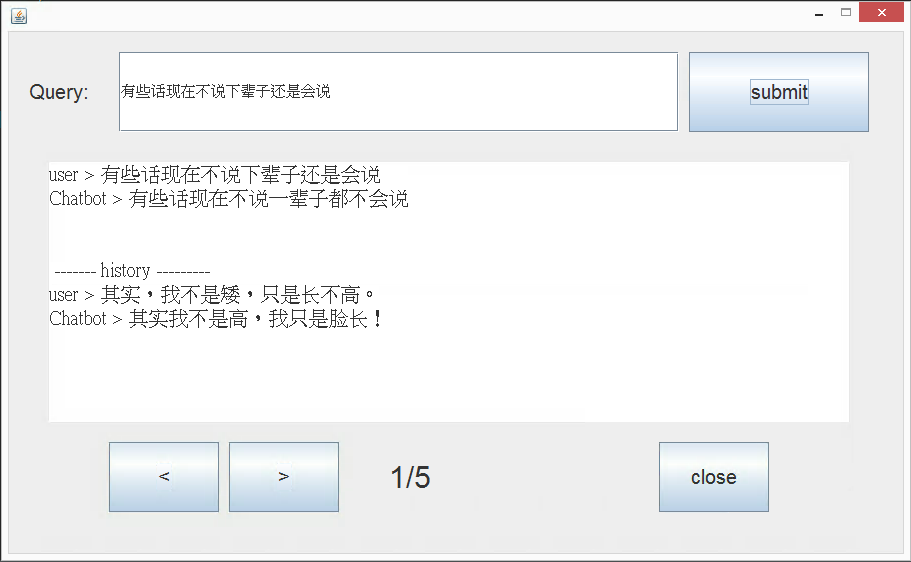 Query:
有些话现在不说下辈子还是会说
submit
user > 有些话现在不说下辈子还是会说
Chatbot > 有些话现在不说一辈子都不会说
------- history ---------
user > 其实，我不是矮，只是长不高。
Chatbot > 其实我不是高，我只是脸长！
<
>
1/5
close